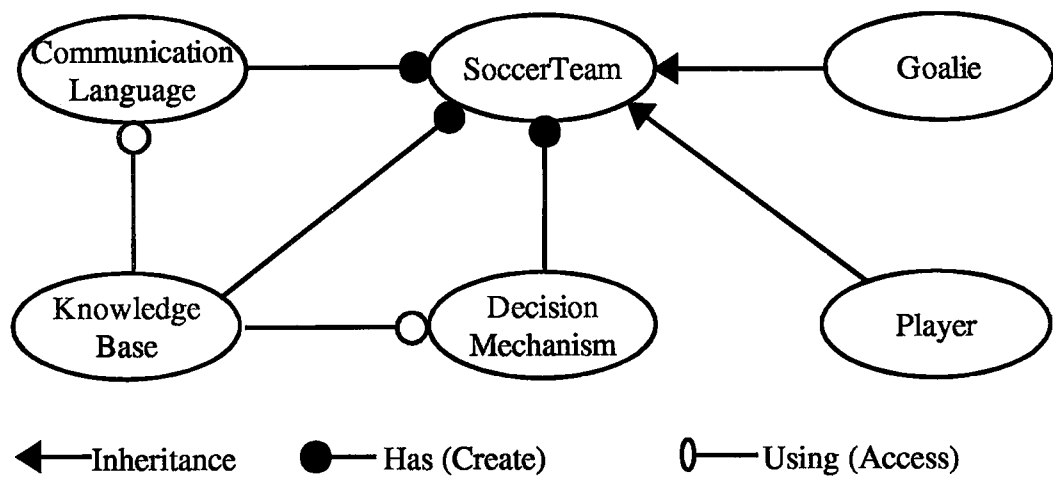 Communication
Language
SoccerTeam
Goalie
Knowledge
Base
Decision
Mechanism
Player
Inheritance
Has (Create)
Using (Access)